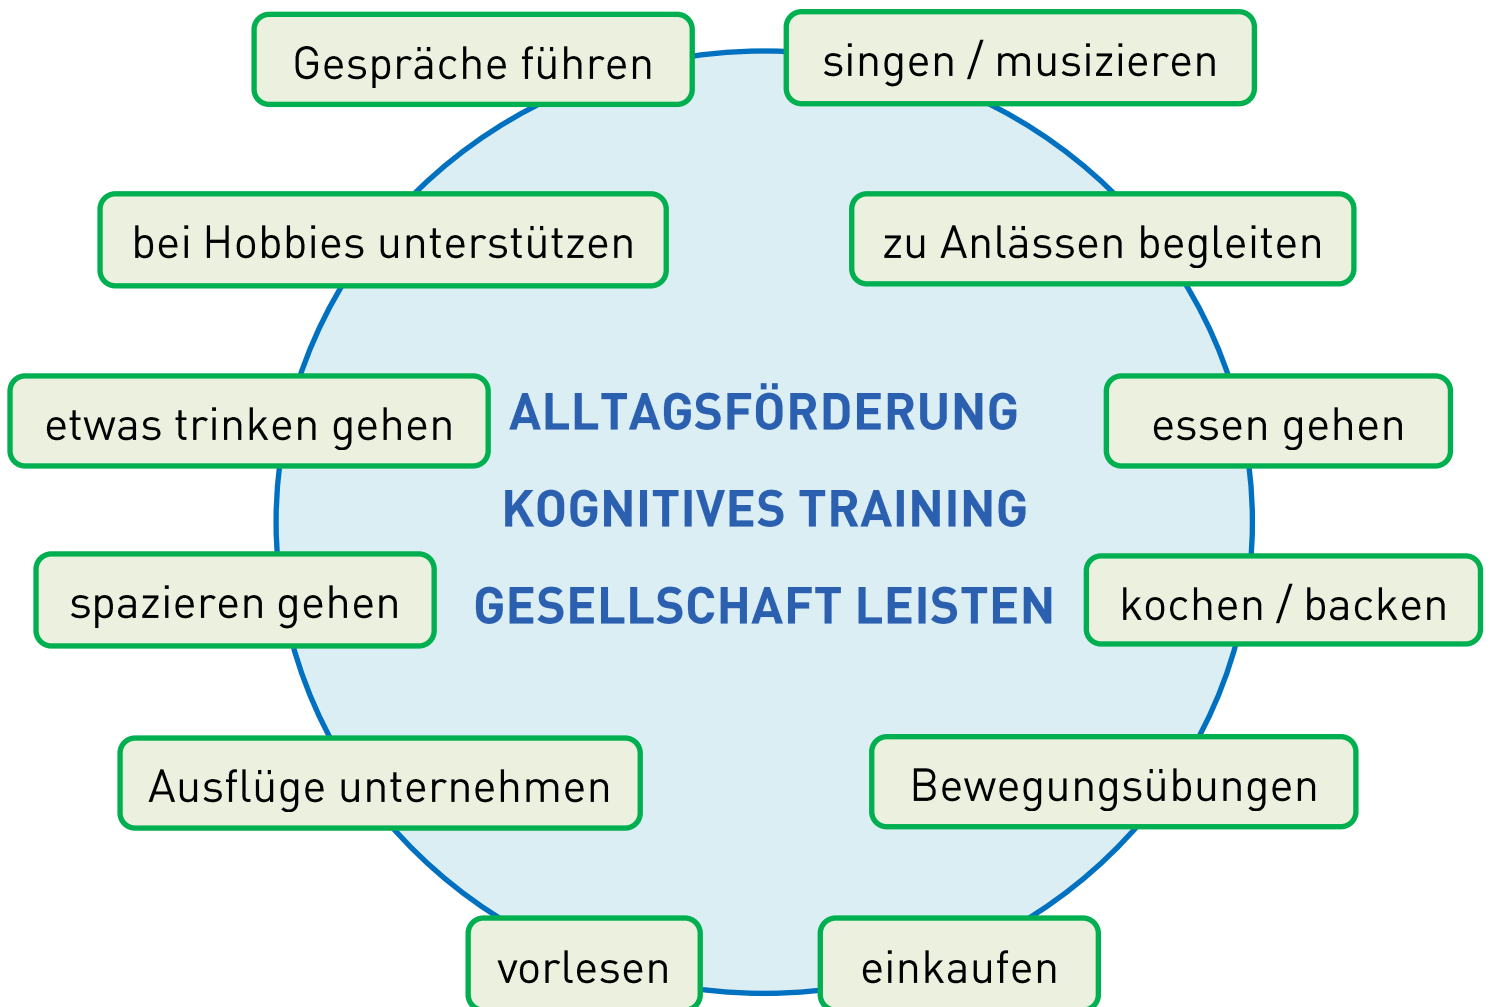 Gespräche führen
singen / musizieren
bei Hobbies unterstützen
zu Anlässen begleiten
etwas trinken gehen
ALLTAGSFÖRDERUNG
essen gehen
KOGNITIVES TRAINING
spazieren gehen
GESELLSCHAFT LEISTEN
kochen / backen
Ausflüge unternehmen
Bewegungsübungen
vorlesen
einkaufen